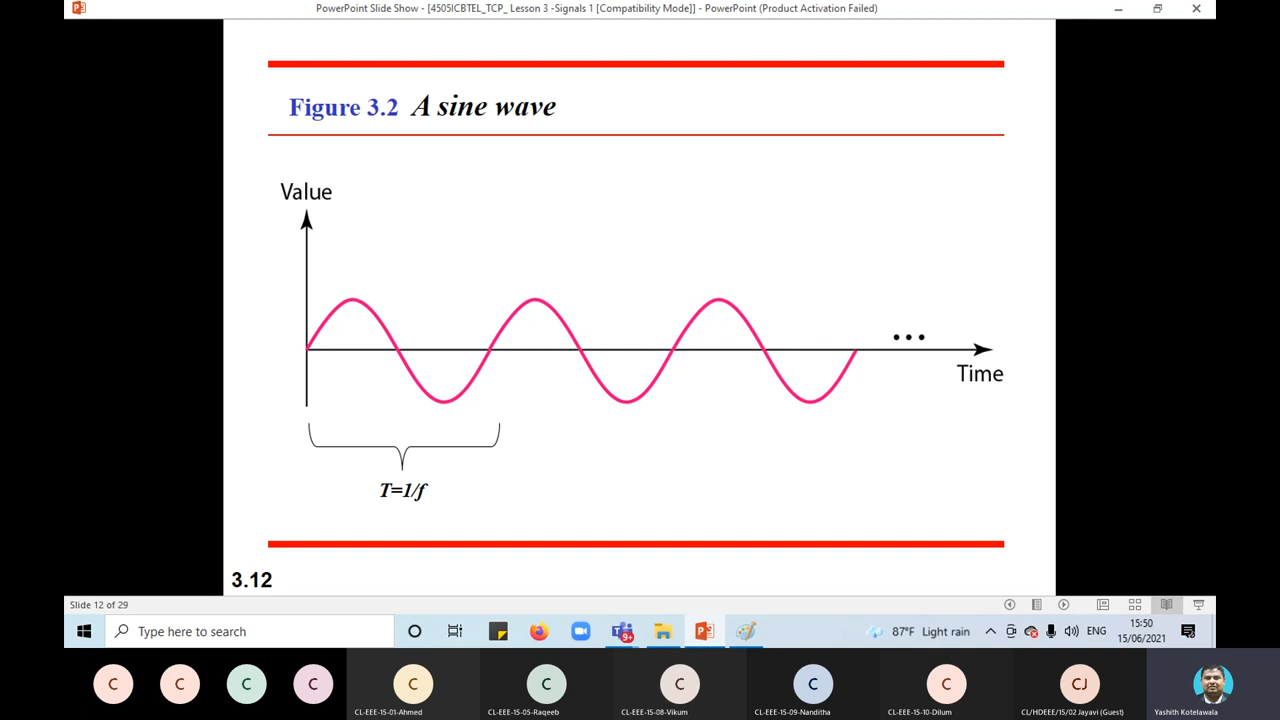 PowerPoint Slide Show - [4505ICBTEL_TCP_ Lesson 3 -Signals 1 [Compatibility Mode]] - PowerPoint (Product Activation Failed)
Figure 3.2 A sine wave
Value
...
Time
T=1/f
3.12
Slide 12 of 29
Type here to search
9+
87°F Light rain
ENG
15:50
15/06/2021
C
C
C
C
C
C
C
C
C
CJ
CL-EEE-15-01-Ahmed
CL-EEE-15-05-Raqeeb
CL-EEE-15-08-Vikum
CL-EEE-15-09-Nanditha
CL-EEE-15-10-Dilum
CL/HDEEE/15/02 Jayavi (Guest)
Yashith Kotelawala